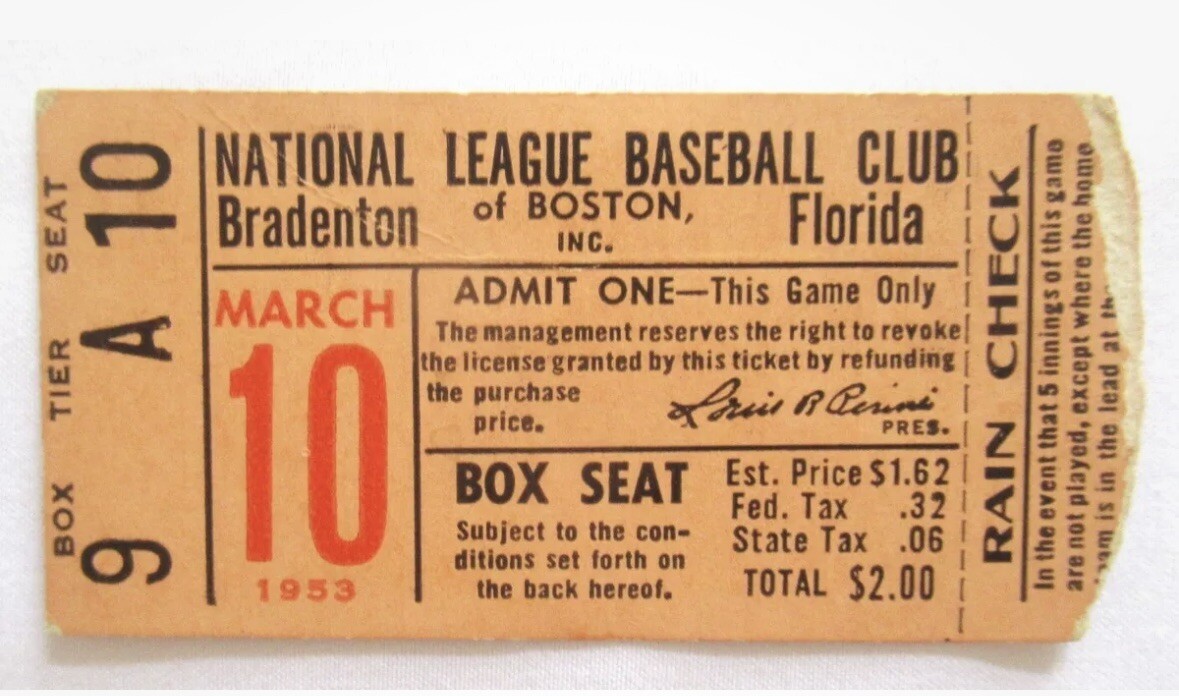 BOX TIER SEAT
9 A 10
NATIONAL LEAGUE BASEBALL CLUB
Bradenton of BOSTON, Florida
INC.
MARCH
10
1953
ADMIT ONE—This Game Only
The management reserves the right to revoke
the license granted by this ticket by refunding
the purchase
price.
Louis R Perini
PRES.
BOX SEAT
Subject to the con-
ditions set forth on
the back hereof.
Est. Price $1.62
Fed. Tax .32
State Tax .06
TOTAL $2.00
RAIN CHECK
In the event that 5 innings of this game
are not played, except where the home
team is in the lead at